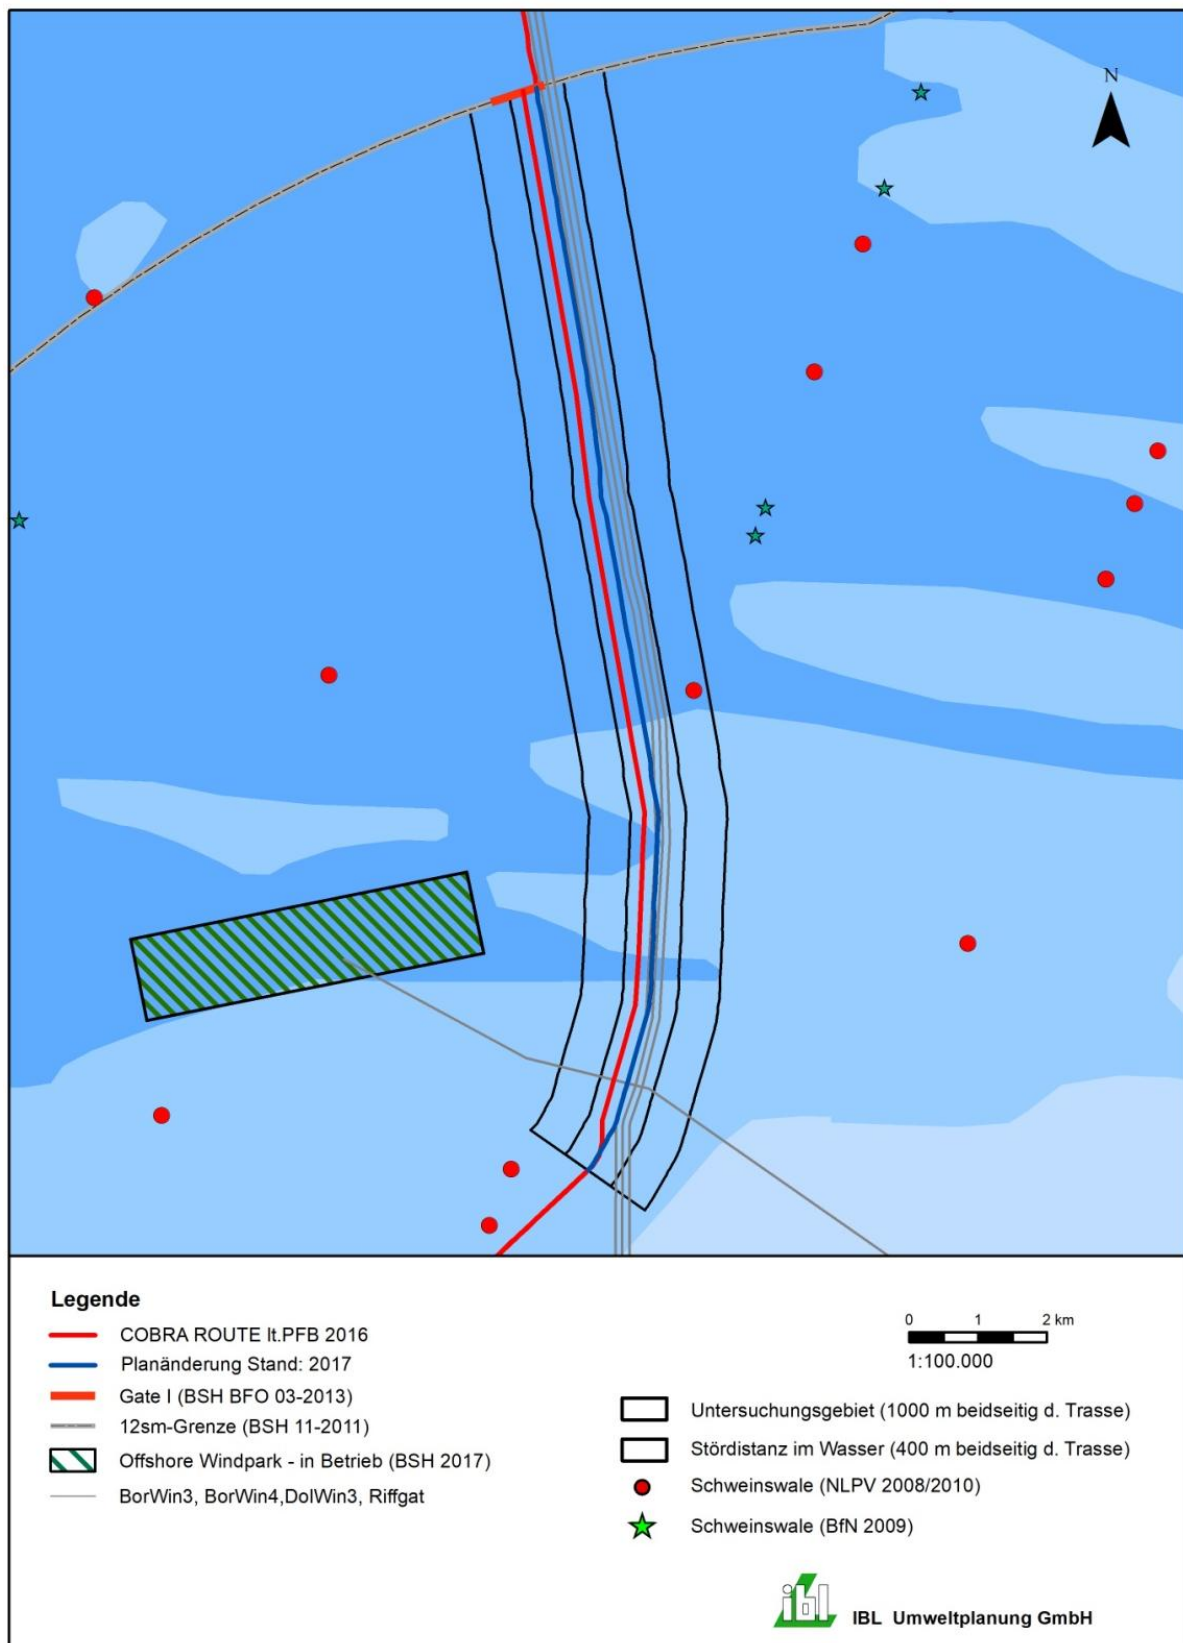 N
Legende
COBRA ROUTE lt.PFB 2016
Planänderung Stand: 2017
Gate I (BSH BFO 03-2013)
12sm-Grenze (BSH 11-2011)
Offshore Windpark - in Betrieb (BSH 2017)
BorWin3, BorWin4,DolWin3, Riffgat
0 1 2 km
1:100.000
Untersuchungsgebiet (1000 m beidseitig d. Trasse)
Stördistanz im Wasser (400 m beidseitig d. Trasse)
Schweinswale (NLPV 2008/2010)
Schweinswale (BfN 2009)
ibl IBL Umweltplanung GmbH